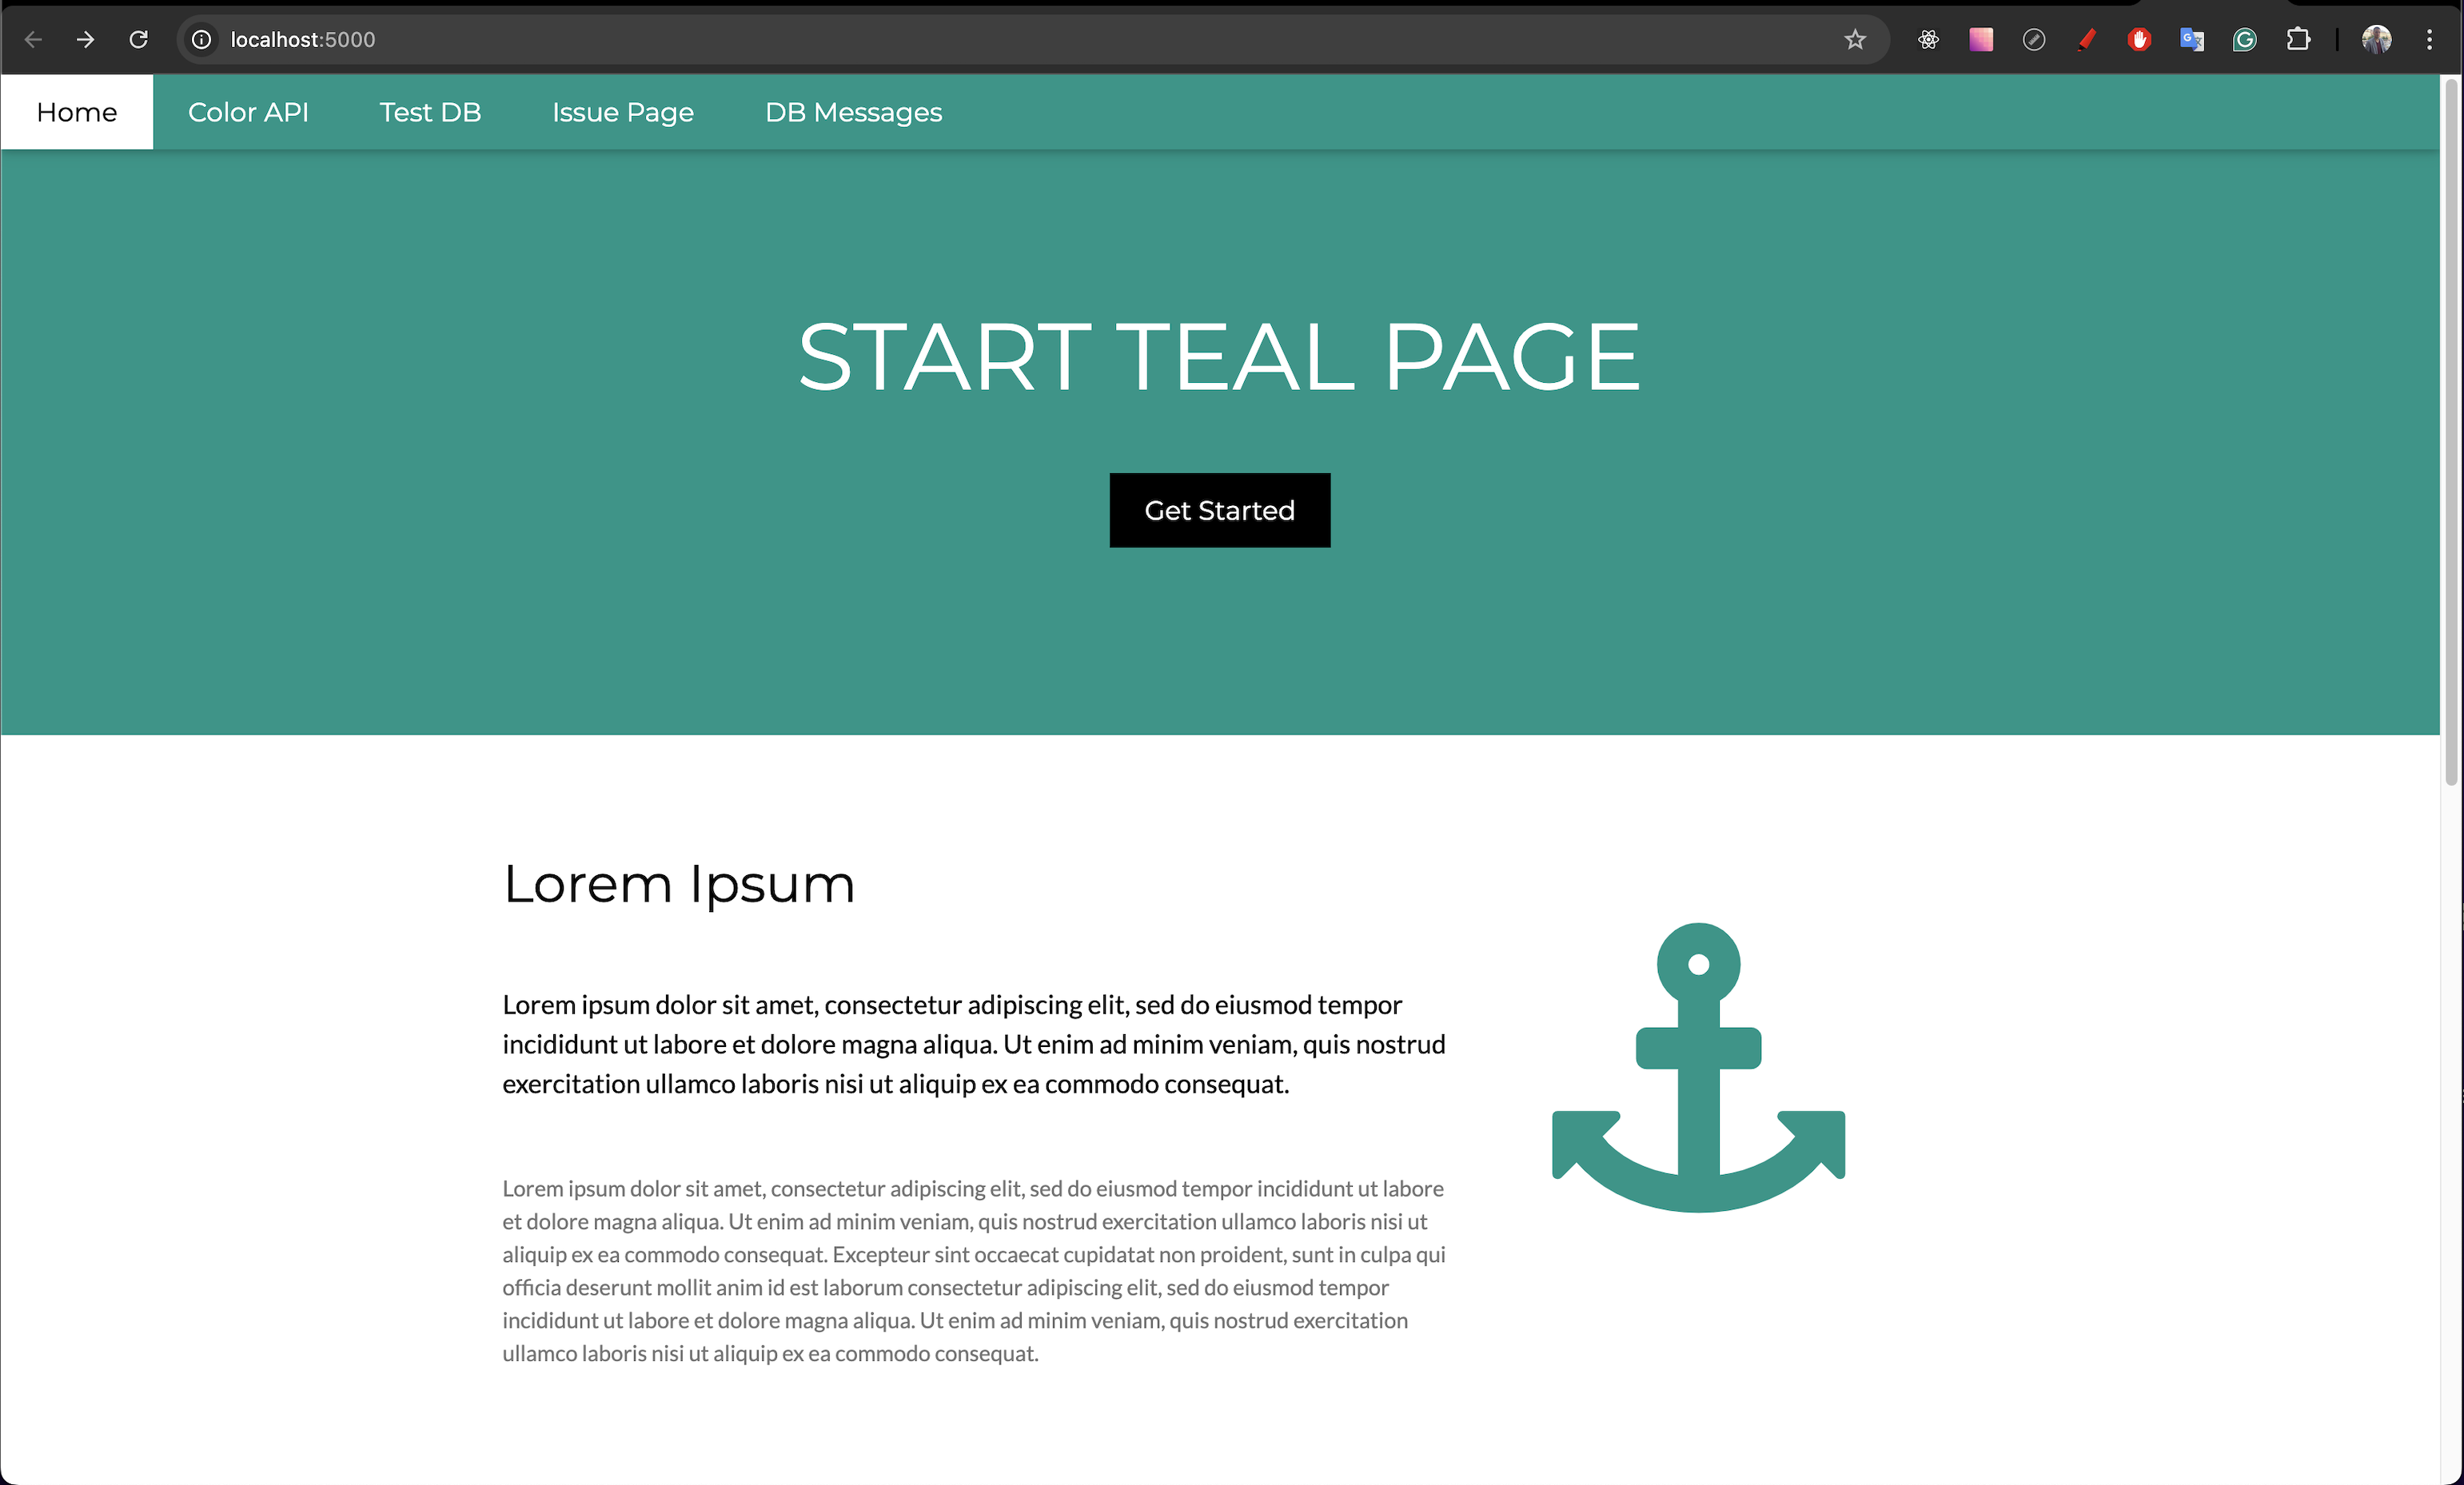 localhost:5000
Home Color API Test DB Issue Page DB Messages
START TEAL PAGE
Get Started
Lorem Ipsum
Lorem ipsum dolor sit amet, consectetur adipiscing elit, sed do eiusmod tempor
incididunt ut labore et dolore magna aliqua. Ut enim ad minim veniam, quis nostrud
exercitation ullamco laboris nisi ut aliquip ex ea commodo consequat.
Lorem ipsum dolor sit amet, consectetur adipiscing elit, sed do eiusmod tempor incididunt ut labore
et dolore magna aliqua. Ut enim ad minim veniam, quis nostrud exercitation ullamco laboris nisi ut
aliquip ex ea commodo consequat. Excepteur sint occaecat cupidatat non proident, sunt in culpa qui
officia deserunt mollit anim id est laborum consectetur adipiscing elit, sed do eiusmod tempor
incididunt ut labore et dolore magna aliqua. Ut enim ad minim veniam, quis nostrud exercitation
ullamco laboris nisi ut aliquip ex ea commodo consequat.